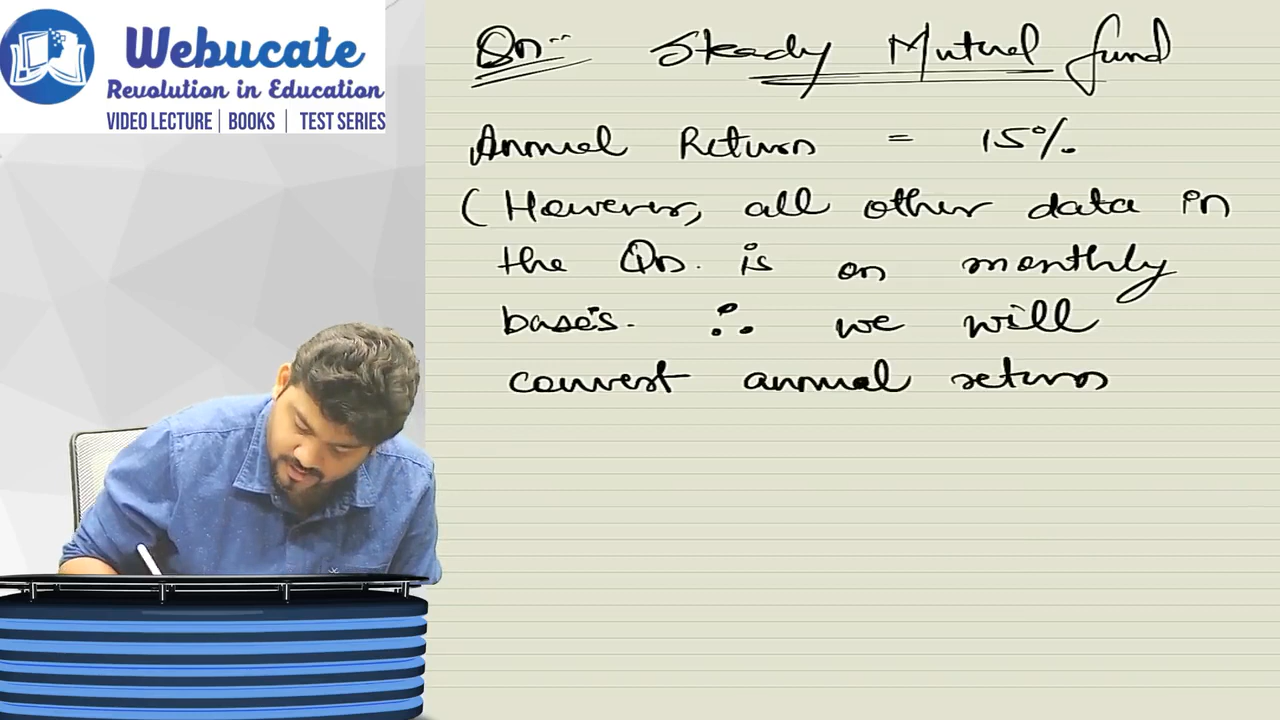 Webucate
Revolution in Education
VIDEO LECTURE | BOOKS | TEST SERIES
Qn:- Steady Mutual fund
Annual Return = 15%.
(However, all other data in
the Qn. is on monthly
basis. ∴ we will
convert annual return